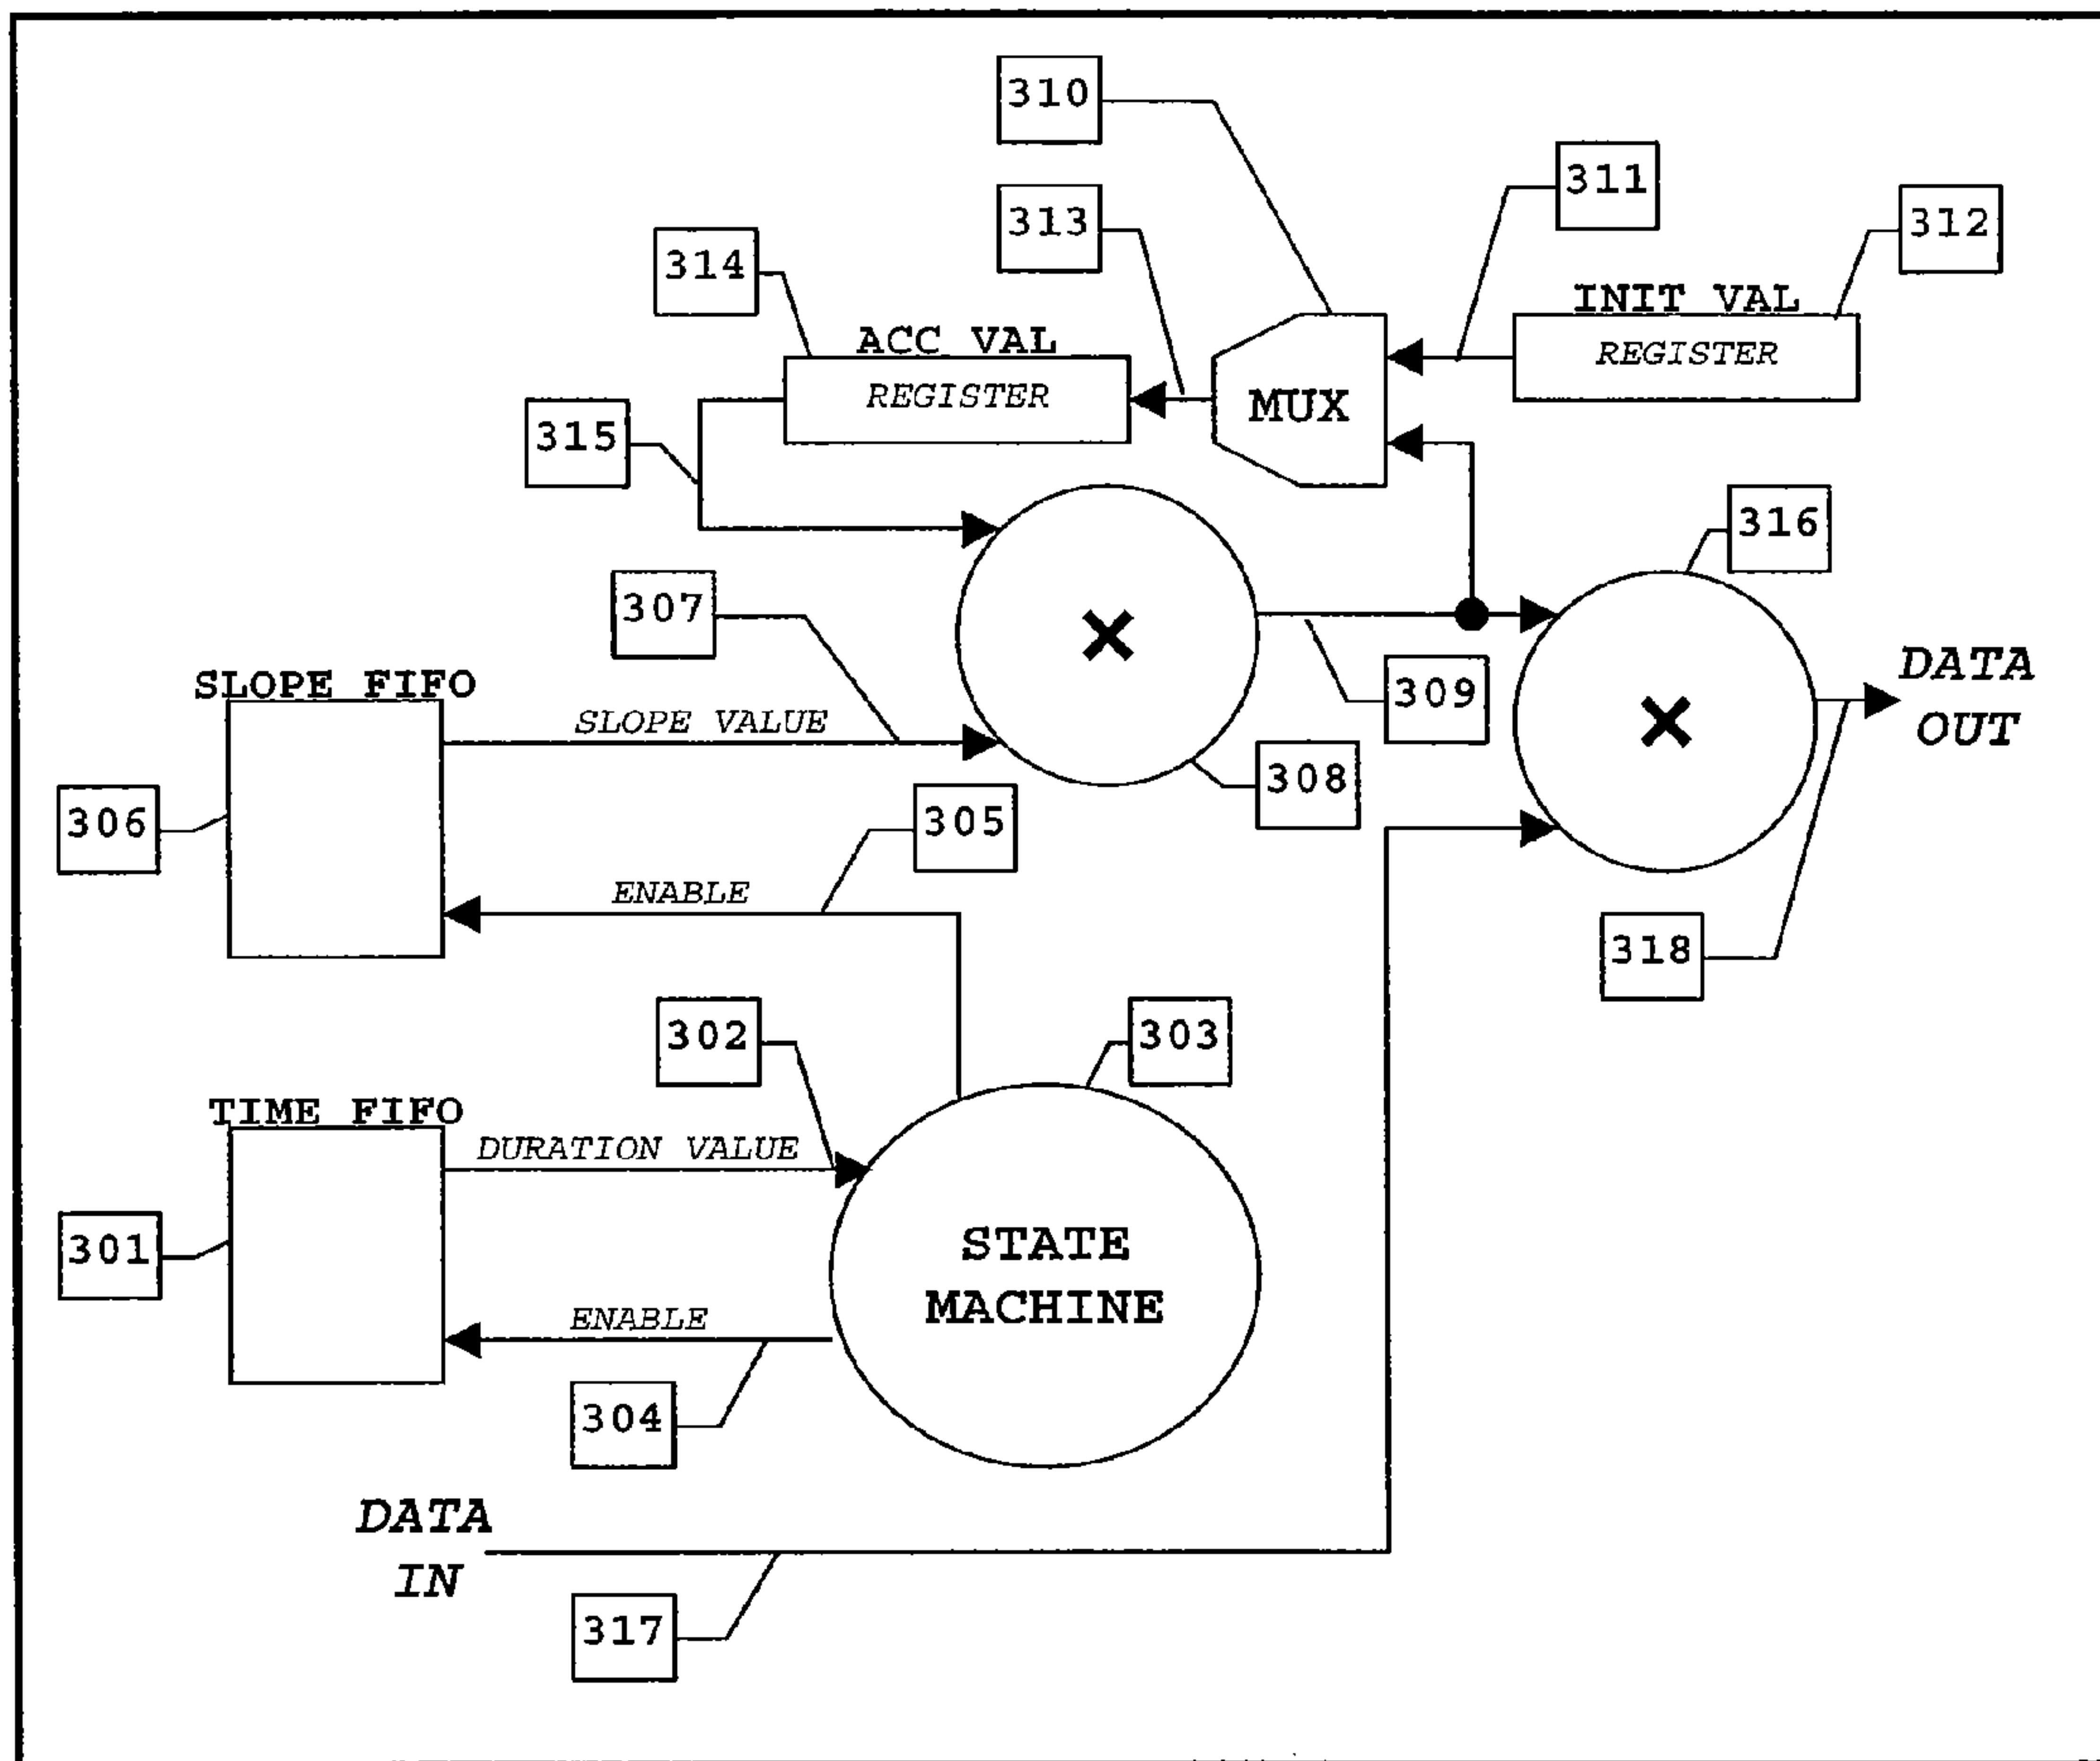 310
311
313
312
314
INIT VAL
ACC VAL
REGISTER
REGISTER
MUX
315
316
307
×
SLOPE FIFO
DATA
OUT
309
SLOPE VALUE
×
308
306
305
ENABLE
318
302
303
TIME FIFO
DURATION VALUE
301
STATE
MACHINE
ENABLE
304
DATA
IN
317